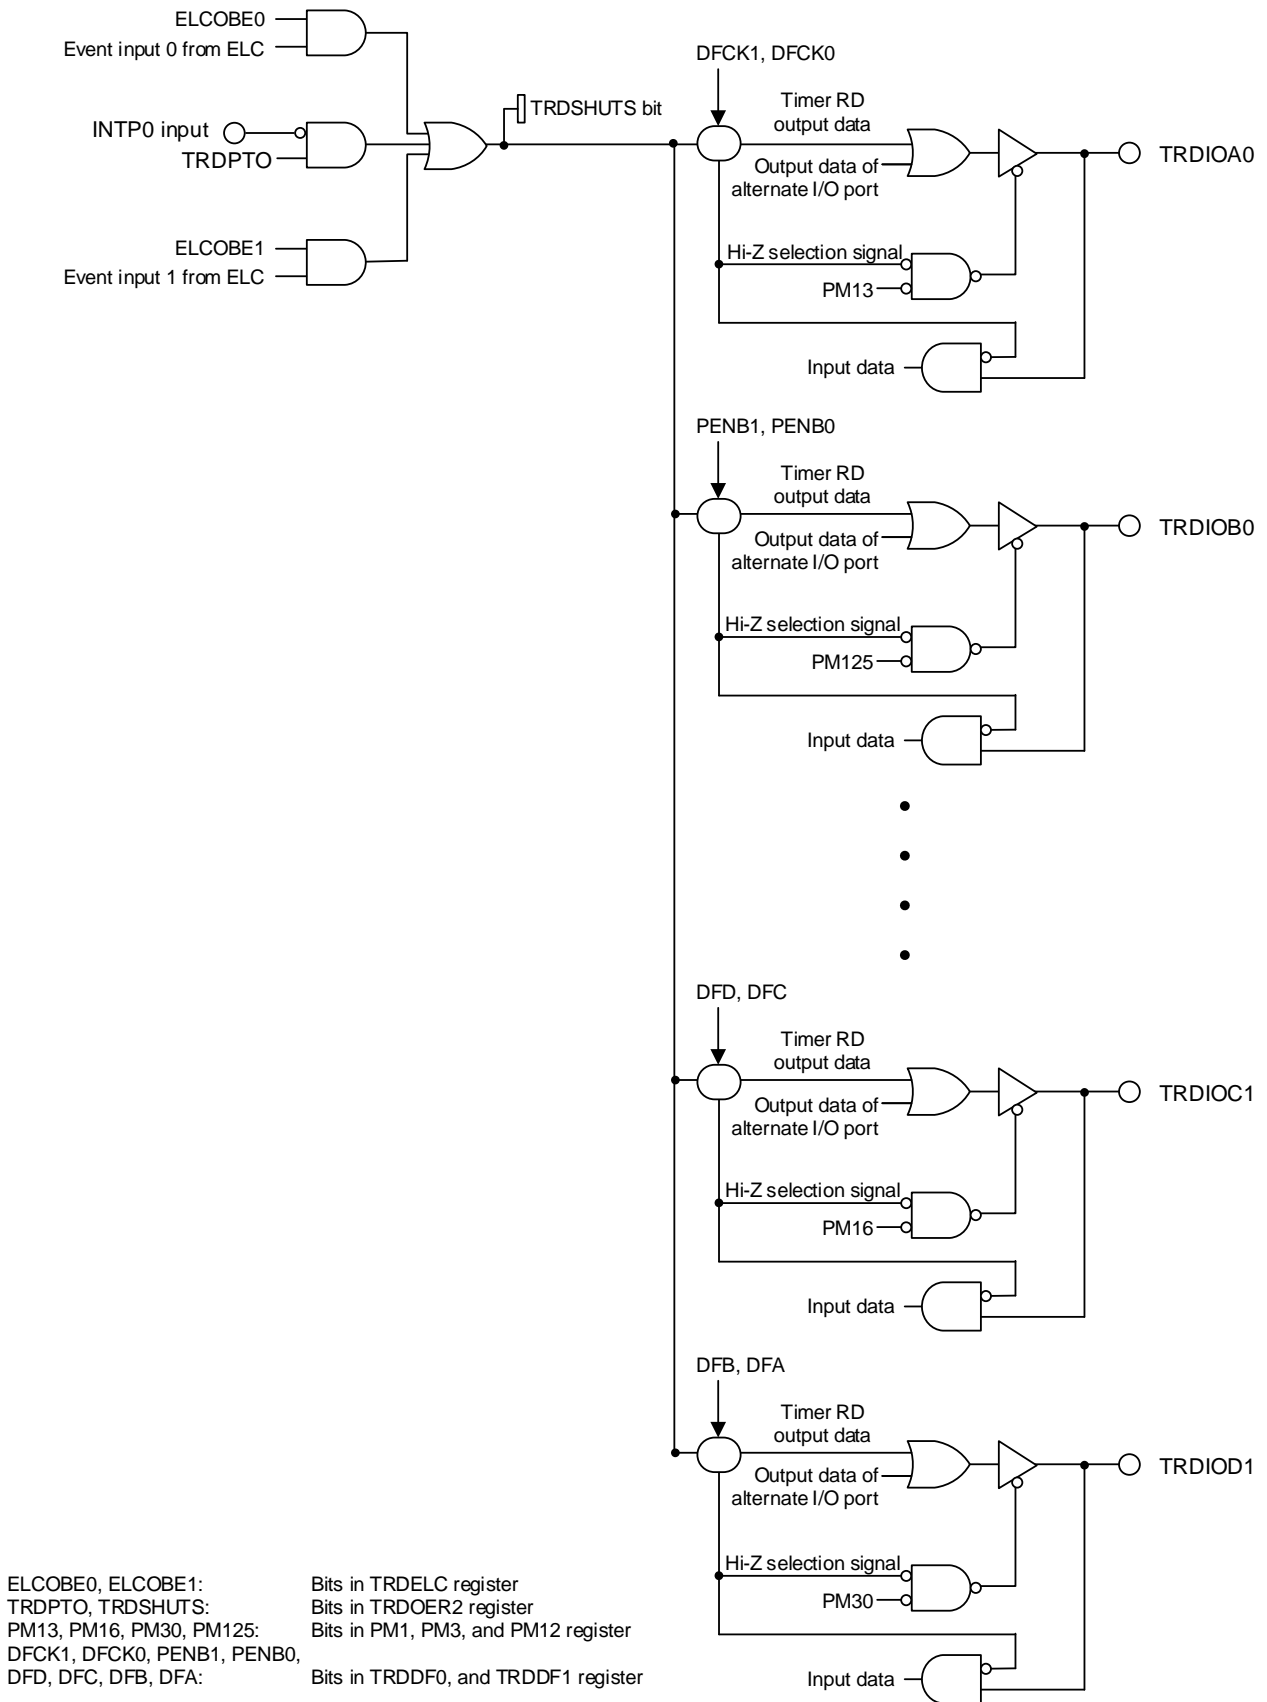 ELCOBE0
Event input 0 from ELC
INTP0 input
TRDPTO
ELCOBE1
Event input 1 from ELC
TRDSHUTS bit
DFCK1, DFCK0
Timer RD
output data
Output data of
alternate I/O port
TRDIOA0
Hi-Z selection signal
PM13
Input data
PENB1, PENB0
Timer RD
output data
Output data of
alternate I/O port
TRDIOB0
Hi-Z selection signal
PM125
Input data
DFD, DFC
Timer RD
output data
Output data of
alternate I/O port
TRDIOC1
Hi-Z selection signal
PM16
Input data
DFB, DFA
Timer RD
output data
Output data of
alternate I/O port
TRDIOD1
Hi-Z selection signal
PM30
Input data
ELCOBE0, ELCOBE1: Bits in TRDELC register
TRDPTO, TRDSHUTS: Bits in TRDOER2 register
PM13, PM16, PM30, PM125: Bits in PM1, PM3, and PM12 register
DFCK1, DFCK0, PENB1, PENB0,
DFD, DFC, DFB, DFA: Bits in TRDDF0, and TRDDF1 register